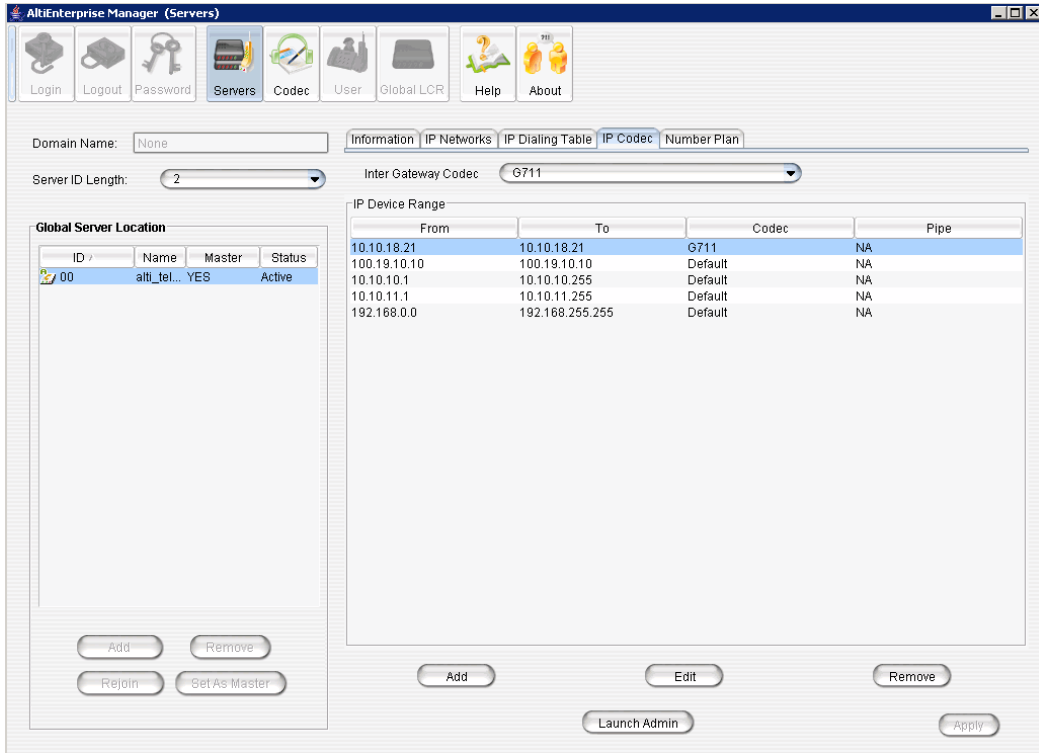 AltiEnterprise Manager (Servers)
Login Logout Password Servers Codec User Global LCR Help About
Domain Name: None
Server ID Length: 2
Global Server Location
ID Name Master Status
00 alti_tel... YES Active
Add Remove
Rejoin Set As Master
Information IP Networks IP Dialing Table IP Codec Number Plan
Inter Gateway Codec G711
IP Device Range
From To Codec Pipe
10.10.18.21 10.10.18.21 G711 NA
100.19.10.10 100.19.10.10 Default NA
10.10.10.1 10.10.10.255 Default NA
10.10.11.1 10.10.11.255 Default NA
192.168.0.0 192.168.255.255 Default NA
Add Edit Remove
Launch Admin
Apply